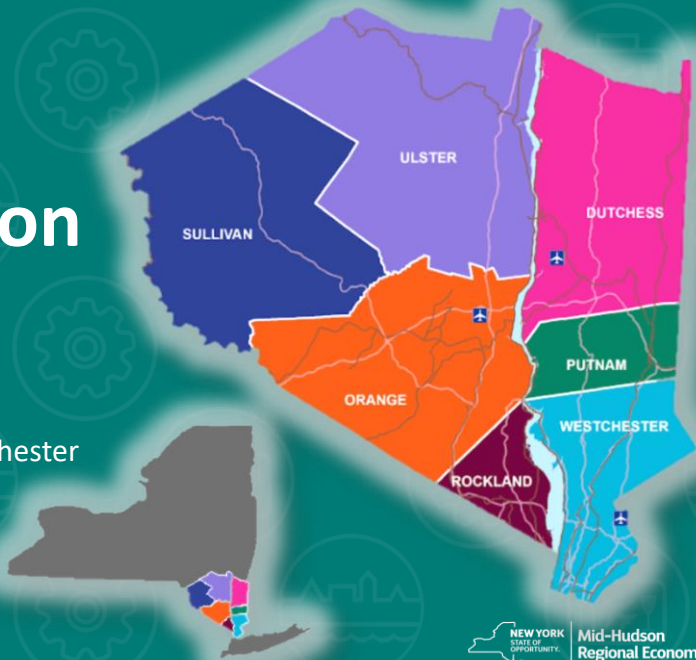 ULSTER
DUTCHESS
on
SULLIVAN
PUTNAM
ORANGE
WESTCHESTER
hester
ROCKLAND
NEW YORK
STATE OF
OPPORTUNITY.
Mid-Hudson
Regional Econom